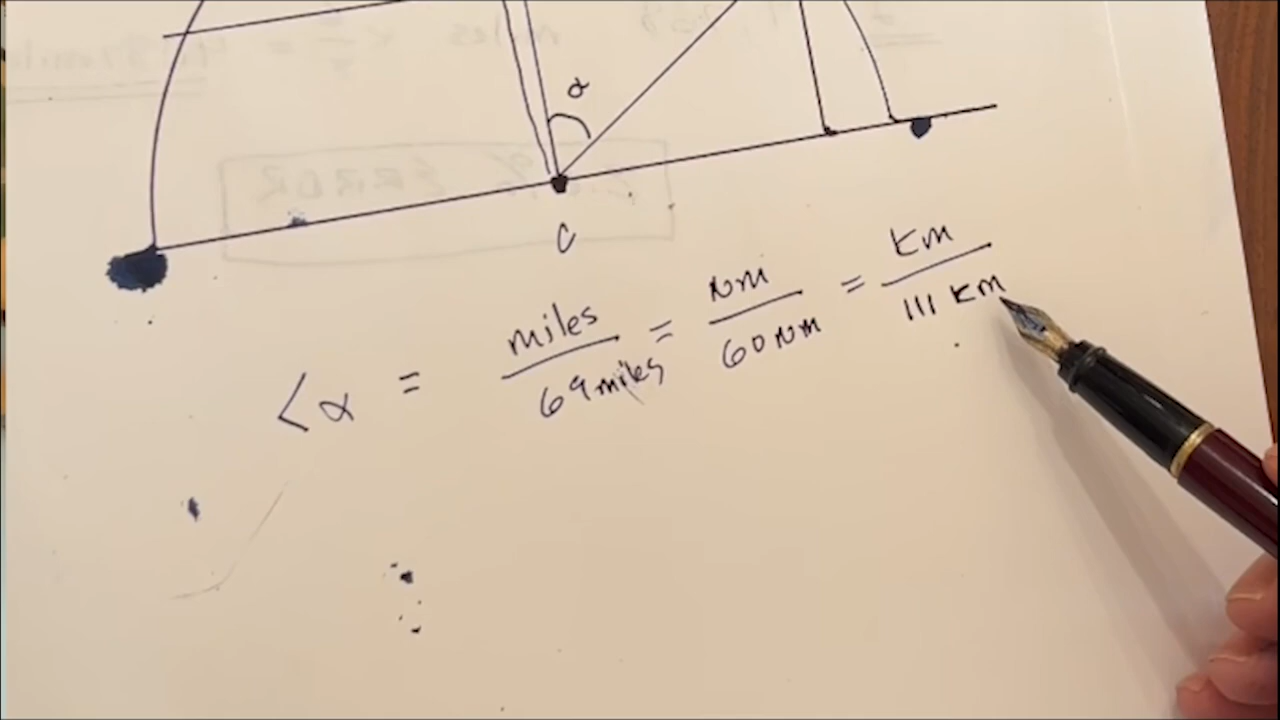 α
C
<α = miles/69 miles = NM/60 NM = Km/111 Km